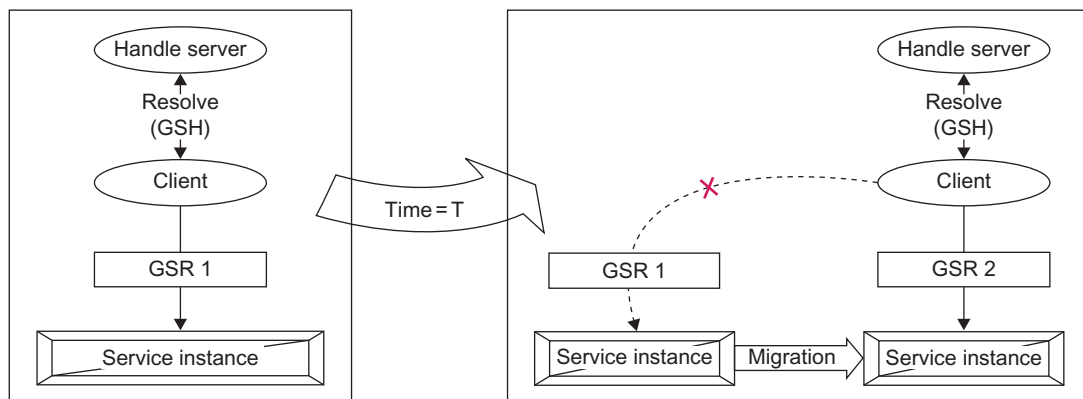 Handle server
Resolve
(GSH)
Client
GSR 1
Service instance
Time = T
Handle server
Resolve
(GSH)
Client
GSR 1
GSR 2
Service instance
Migration
Service instance